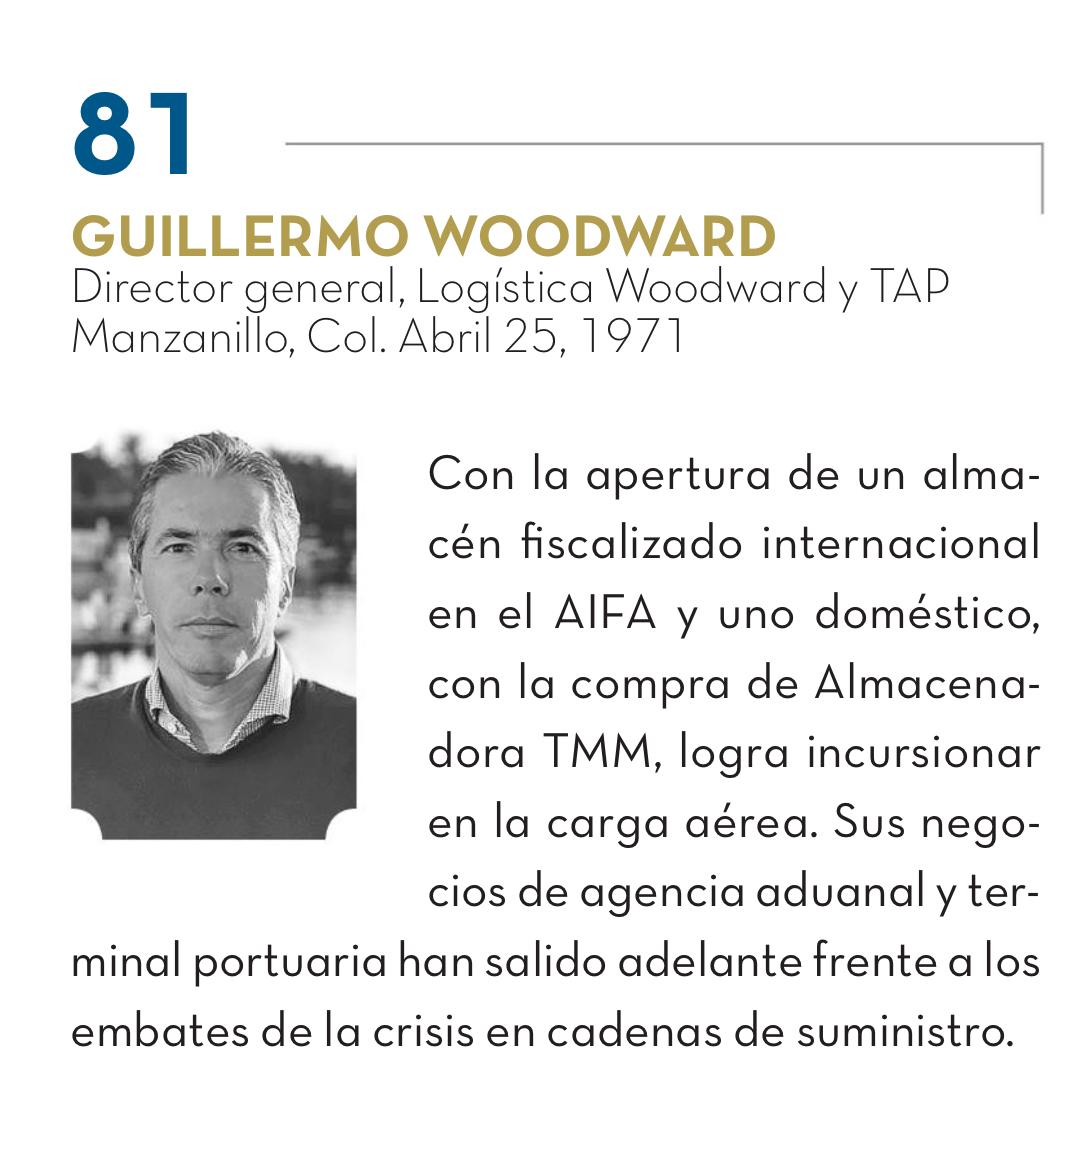 81
GUILLERMO WOODWARD
Director general, Logística Woodward y TAP
Manzanillo, Col. Abril 25, 1971
Con la apertura de un alma-
cén fiscalizado internacional
en el AIFA y uno doméstico,
con la compra de Almacena-
dora TMM, logra incursionar
en la carga aérea. Sus nego-
cios de agencia aduanal y ter-
minal portuaria han salido adelante frente a los
embates de la crisis en cadenas de suministro.